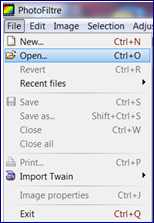 PhotoFiltre
File Edit Image Selection Adjus
New... Ctrl+N
Open... Ctrl+O
Revert Ctrl+R
Recent files
Save Ctrl+S
Save as... Shift+Ctrl+S
Close Ctrl+W
Close all
Print... Ctrl+P
Import Twain
Image properties Ctrl+J
Exit Ctrl+Q